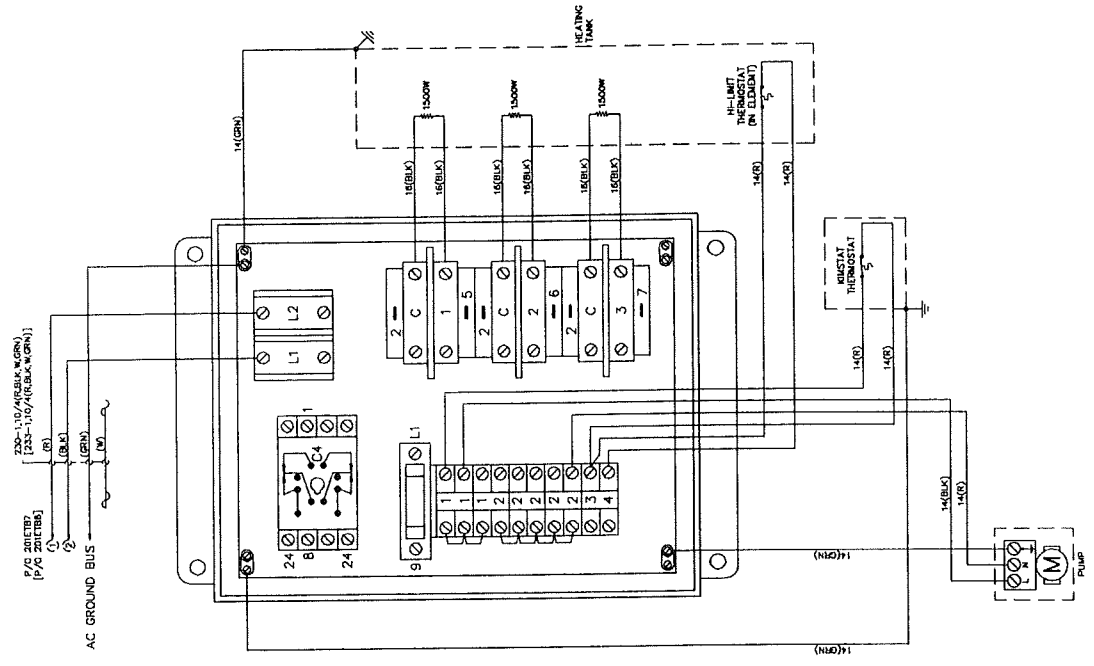 P/O 201ETB7
[P/O 201ETB8]
230-1,10/4(R,BLK,W,GRN)
[233-1,10/4(R,BLK,W,GRN)]
(1)
(R)
(2)
(BLK)
(GRN)
AC GROUND BUS
(W)
14(GRN)
HEATING
TANK
1500W
1500W
1500W
16(BLK)
16(BLK)
16(BLK)
16(BLK)
16(BLK)
16(BLK)
HI-LIMIT
THERMOSTAT
(IN ELEMENT)
14(R)
14(R)
KIMSTAT
THERMOSTAT
14(R)
14(R)
L1
L2
2
C
1
5
2
C
2
6
2
C
3
7
24
8
24
1
C4
9
L1
1
1
1
2
2
2
2
2
3
4
14(BLK)
14(R)
14(GRN)
14(GRN)
L
N
M
PUMP